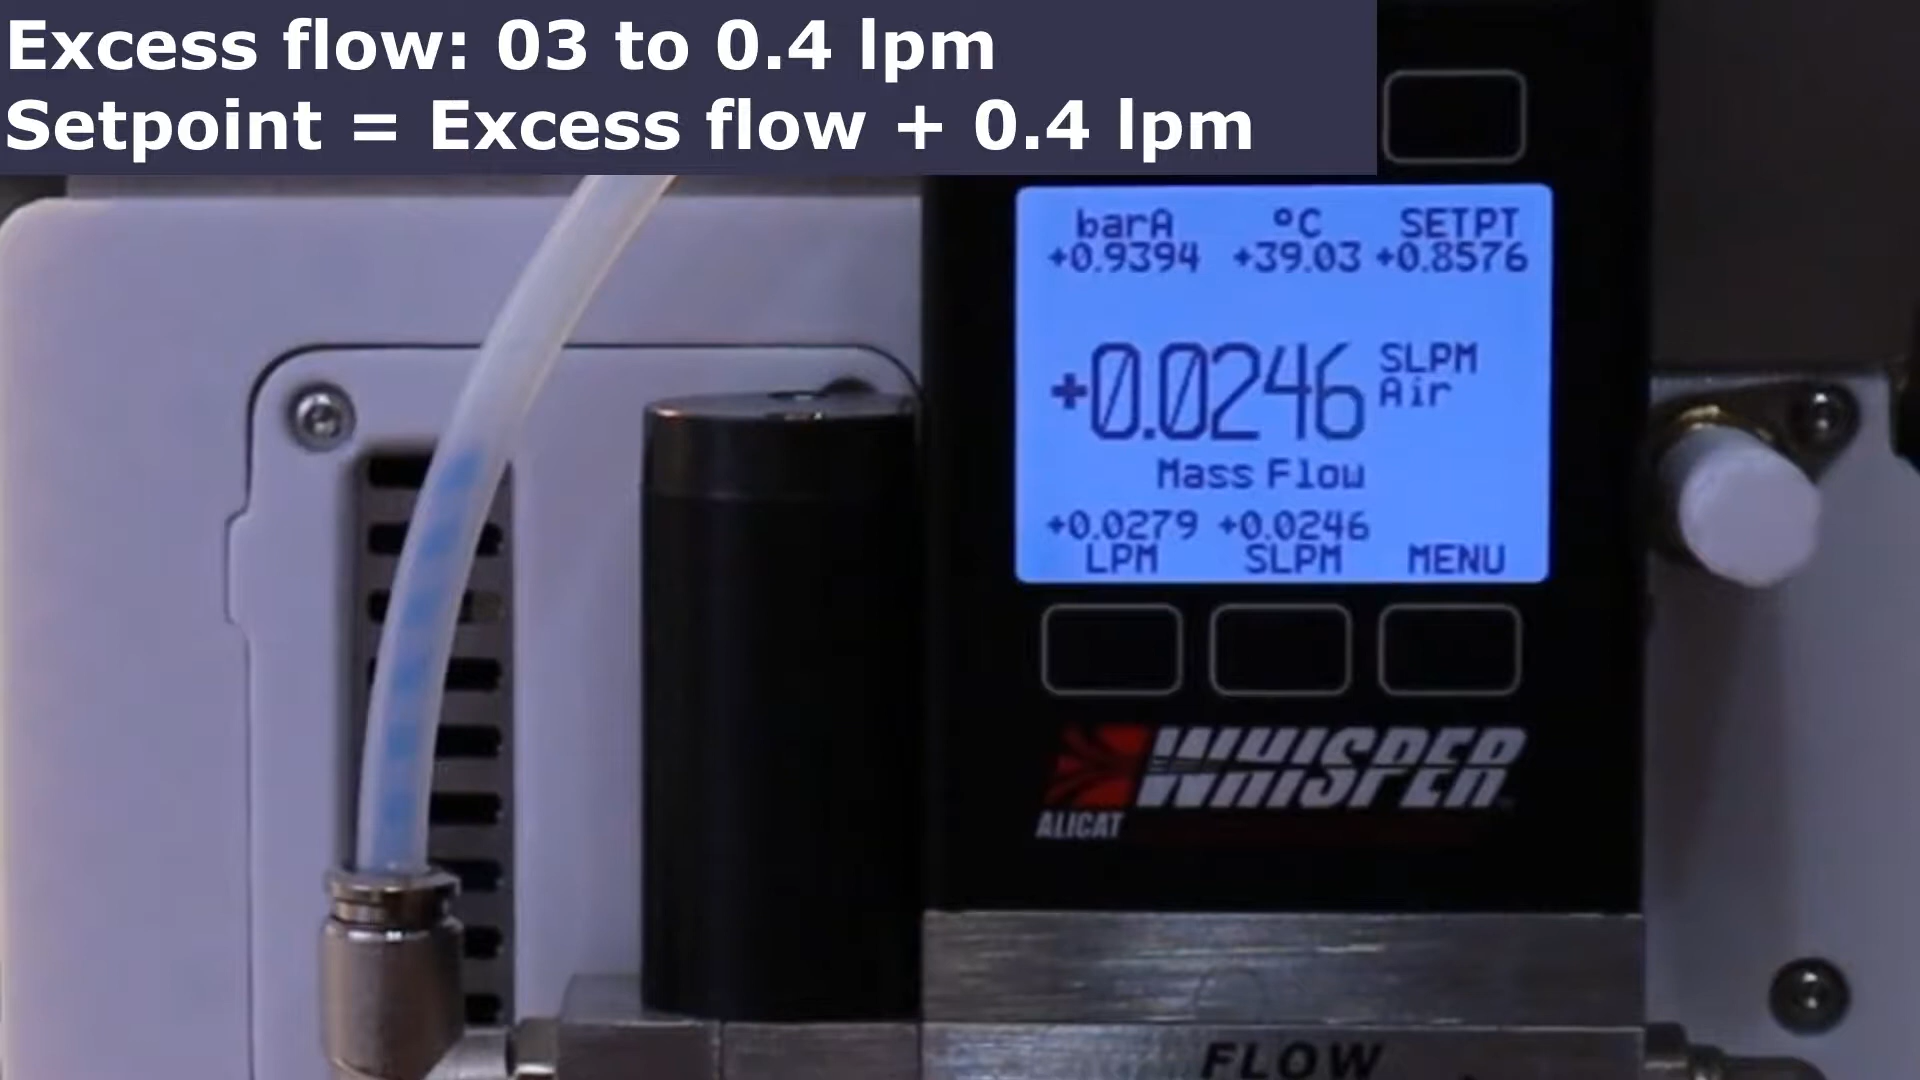 Excess flow: 03 to 0.4 lpm
Setpoint = Excess flow + 0.4 lpm
barA °C SETPT
+0.9394 +39.03 +0.8576
+0.0246 SLPM
Air
Mass Flow
+0.0279 +0.0246
LPM SLPM MENU
WHISPER
ALICAT
FLOW